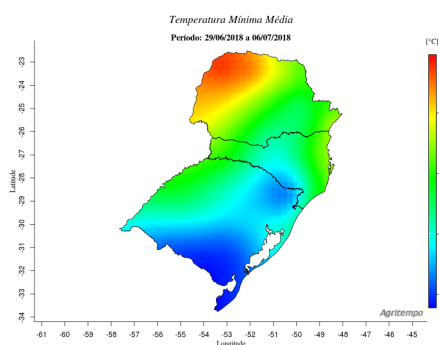 Temperatura Mínima Média
Período: 29/06/2018 a 06/07/2018
[°C]
-23
-24
-25
-26
-27
-28
-29
-30
-31
-32
-33
-34
Latitude
-61 -60 -58 -57 -56 -55 -54 -53 -52 -51 -50 -49 -48 -47 -46 -45
Longitude
Agritempo